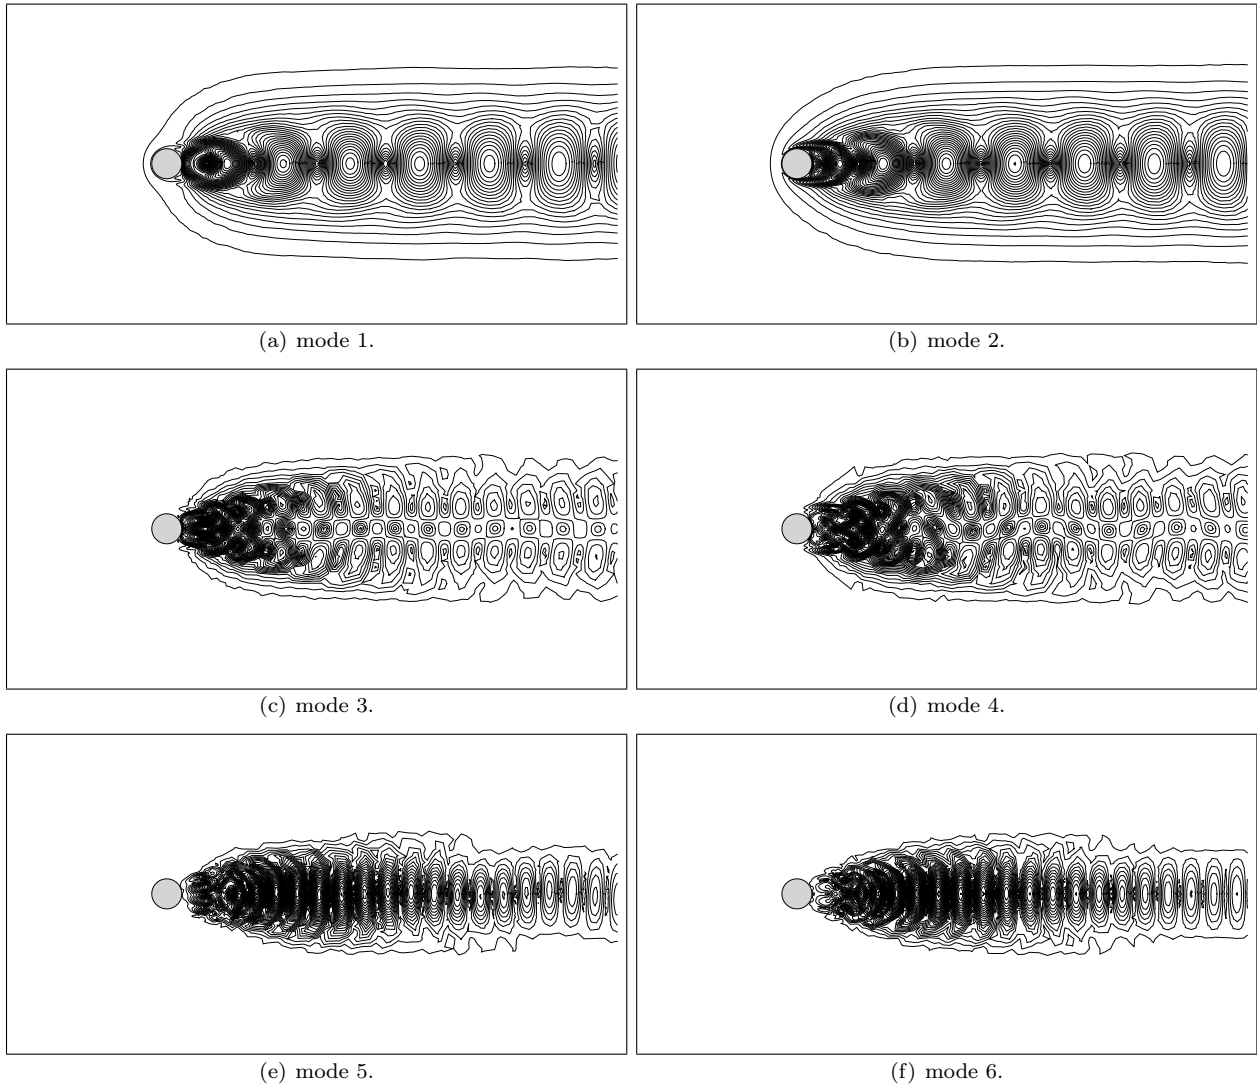 (a) mode 1.
(b) mode 2.
(c) mode 3.
(d) mode 4.
(e) mode 5.
(f) mode 6.